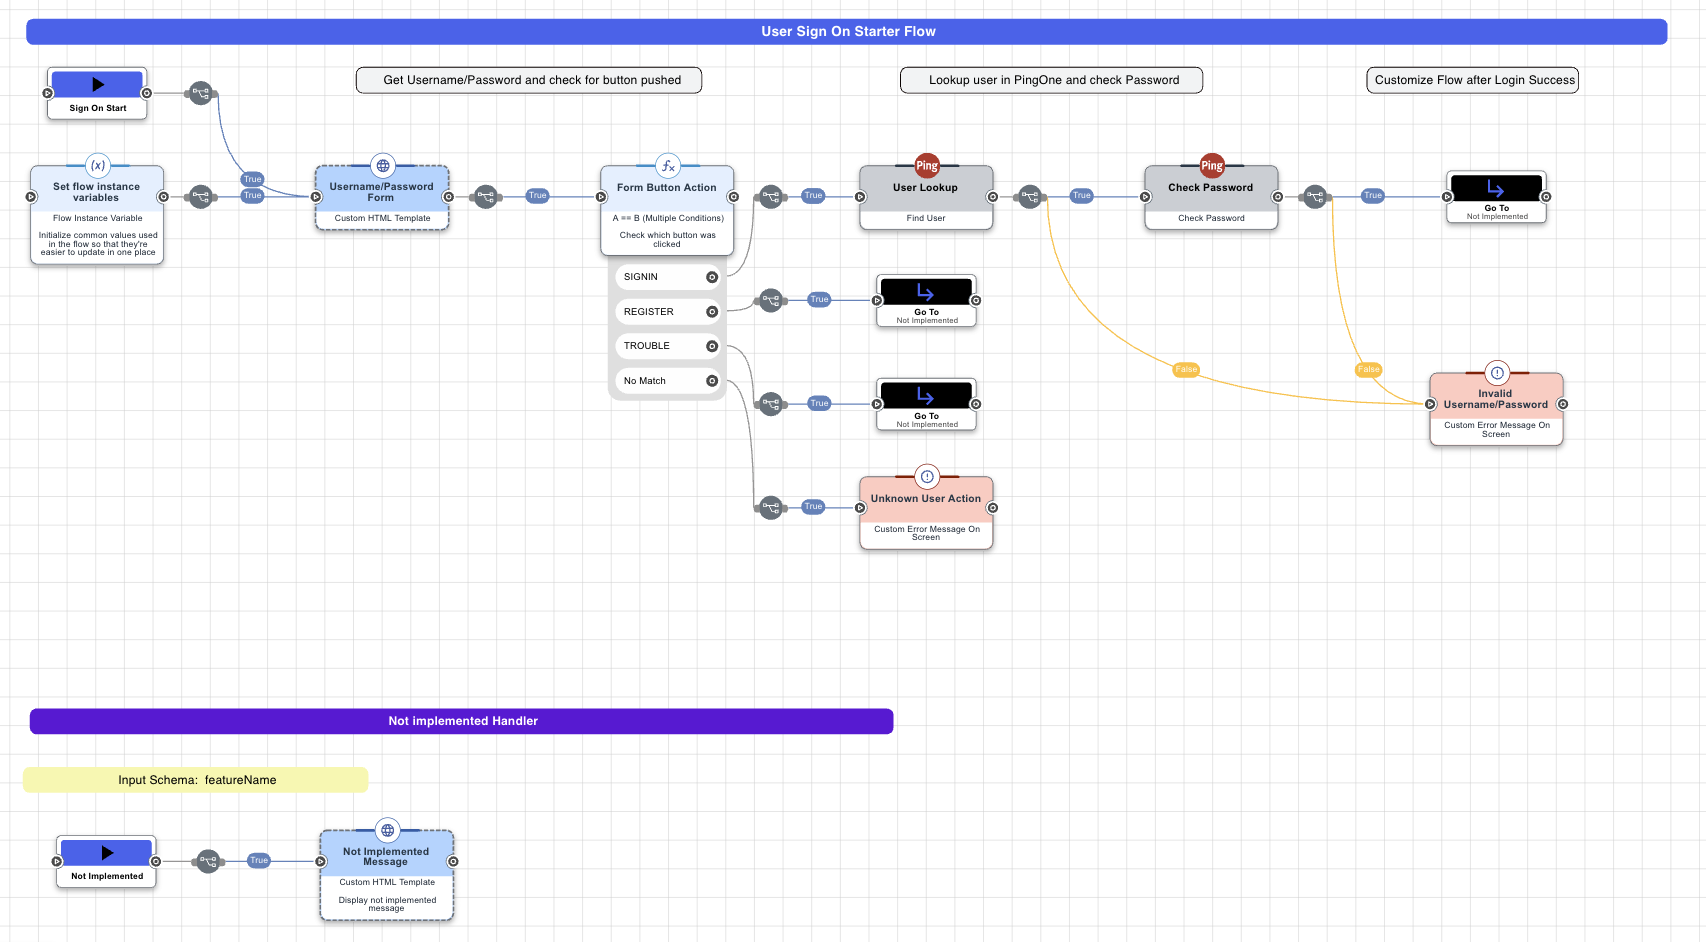 User Sign On Starter Flow
Get Username/Password and check for button pushed
Lookup user in PingOne and check Password
Customize Flow after Login Success
Sign On Start
(x)
Set flow instance
variables
Flow Instance Variable
Initialize common values used
in the flow so that they're
easier to update in one place
True
True
Username/Password
Form
Custom HTML Template
True
fx
Form Button Action
A == B (Multiple Conditions)
Check which button was
clicked
SIGNIN
REGISTER
TROUBLE
No Match
True
Ping
User Lookup
Find User
True
Ping
Check Password
Check Password
True
Go To
Not Implemented
True
Go To
Not Implemented
True
Go To
Not Implemented
False
False
Invalid
Username/Password
Custom Error Message On
Screen
True
Unknown User Action
Custom Error Message On
Screen
Not implemented Handler
Input Schema: featureName
Not Implemented
True
Not Implemented
Message
Custom HTML Template
Display not implemented
message